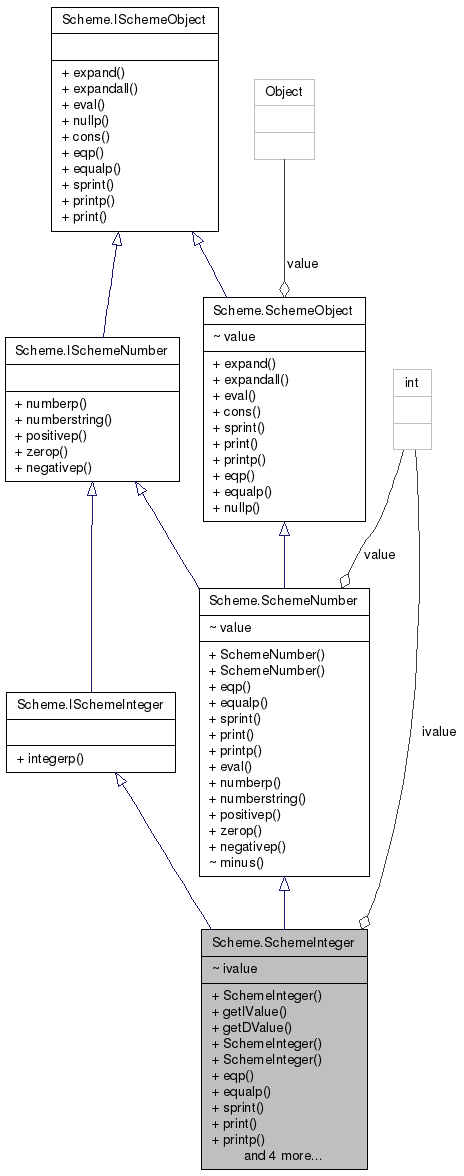 Scheme.ISchemeObject
+ expand()
+ expandall()
+ eval()
+ nullp()
+ cons()
+ eqp()
+ equalp()
+ sprint()
+ printp()
+ print()
Object
value
Scheme.SchemeObject
~ value
+ expand()
+ expandall()
+ eval()
+ cons()
+ sprint()
+ print()
+ printp()
+ eqp()
+ equalp()
+ nullp()
Scheme.ISchemeNumber
+ numberp()
+ numberstring()
+ positivep()
+ zerop()
+ negativep()
int
value
Scheme.SchemeNumber
~ value
+ SchemeNumber()
+ SchemeNumber()
+ eqp()
+ equalp()
+ sprint()
+ print()
+ printp()
+ eval()
+ numberp()
+ numberstring()
+ positivep()
+ zerop()
+ negativep()
~ minus()
Scheme.ISchemeInteger
+ integerp()
ivalue
Scheme.SchemeInteger
~ ivalue
+ SchemeInteger()
+ getIValue()
+ getDValue()
+ SchemeInteger()
+ SchemeInteger()
+ eqp()
+ equalp()
+ sprint()
+ print()
+ printp()
and 4 more...